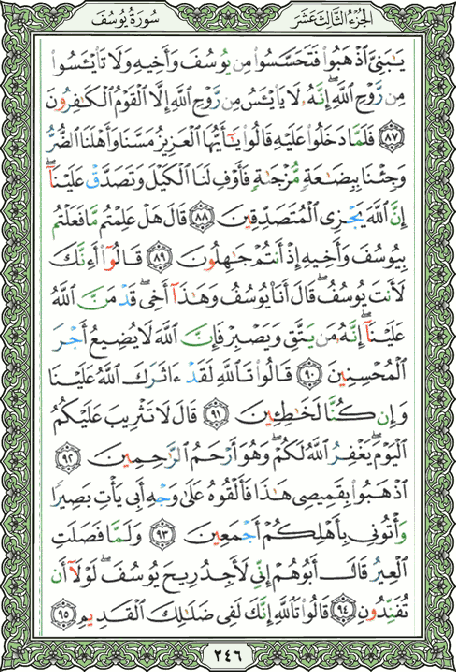 الجزء الثالث عشر
سورة يوسف
يَٰبَنِيَّ ٱذْهَبُوا۟ فَتَحَسَّسُوا۟ مِن يُوسُفَ وَأَخِيهِ وَلَا تَا۟يْـَٔسُوا۟
مِن رَّوْحِ ٱللَّهِ ۖ إِنَّهُۥ لَا يَا۟يْـَٔسُ مِن رَّوْحِ ٱللَّهِ إِلَّا ٱلْقَوْمُ ٱلْكَٰفِرُونَ
٨٧ فَلَمَّا دَخَلُوا۟ عَلَيْهِ قَالُوا۟ يَٰٓأَيُّهَا ٱلْعَزِيزُ مَسَّنَا وَأَهْلَنَا ٱلضُّرُّ
وَجِئْنَا بِبِضَٰعَةٍ مُّزْجَىٰةٍ فَأَوْفِ لَنَا ٱلْكَيْلَ وَتَصَدَّقْ عَلَيْنَآ ۖ
إِنَّ ٱللَّهَ يَجْزِى ٱلْمُتَصَدِّقِينَ ٨٨ قَالَ هَلْ عَلِمْتُم مَّا فَعَلْتُم
بِيُوسُفَ وَأَخِيهِ إِذْ أَنتُمْ جَٰهِلُونَ ٨٩ قَالُوٓا۟ أَءِنَّكَ
لَأَنتَ يُوسُفُ ۖ قَالَ أَنَا۠ يُوسُفُ وَهَٰذَآ أَخِى ۖ قَدْ مَنَّ ٱللَّهُ
عَلَيْنَآ ۖ إِنَّهُۥ مَن يَتَّقِ وَيَصْبِرْ فَإِنَّ ٱللَّهَ لَا يُضِيعُ أَجْرَ
ٱلْمُحْسِنِينَ ٩٠ قَالُوا۟ تَٱللَّهِ لَقَدْ ءَاثَرَكَ ٱللَّهُ عَلَيْنَا
وَإِن كُنَّا لَخَٰطِـِٔينَ ٩١ قَالَ لَا تَثْرِيبَ عَلَيْكُمُ
ٱلْيَوْمَ ۖ يَغْفِرُ ٱللَّهُ لَكُمْ ۖ وَهُوَ أَرْحَمُ ٱلرَّٰحِمِينَ ٩٢
ٱذْهَبُوا۟ بِقَمِيصِى هَٰذَا فَأَلْقُوهُ عَلَىٰ وَجْهِ أَبِى يَأْتِ بَصِيرًا
وَأْتُونِى بِأَهْلِكُمْ أَجْمَعِينَ ٩٣ وَلَمَّا فَصَلَتِ
ٱلْعِيرُ قَالَ أَبُوهُمْ إِنِّى لَأَجِدُ رِيحَ يُوسُفَ ۖ لَوْلَآ أَن
تُفَنِّدُونِ ٩٤ قَالُوا۟ تَٱللَّهِ إِنَّكَ لَفِى ضَلَٰلِكَ ٱلْقَدِيمِ ٩٥
٢٤٦